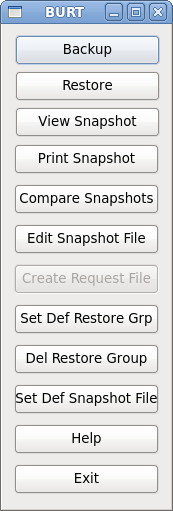 BURT
Backup
Restore
View Snapshot
Print Snapshot
Compare Snapshots
Edit Snapshot File
Create Request File
Set Def Restore Grp
Del Restore Group
Set Def Snapshot File
Help
Exit